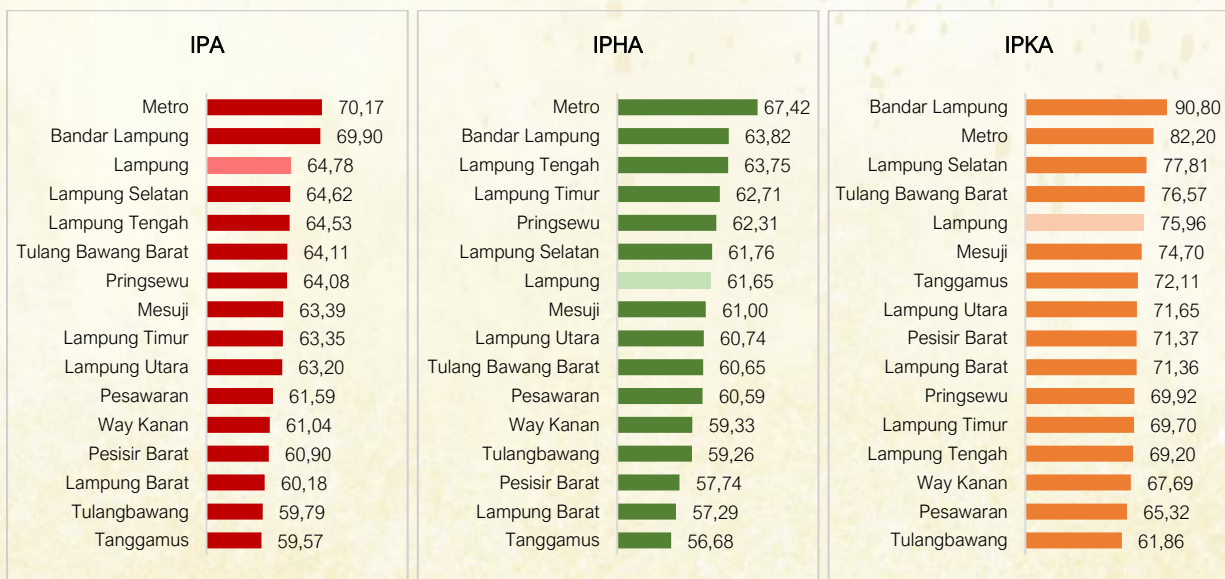 IPA
Metro 70,17
Bandar Lampung 69,90
Lampung 64,78
Lampung Selatan 64,62
Lampung Tengah 64,53
Tulang Bawang Barat 64,11
Pringsewu 64,08
Mesuji 63,39
Lampung Timur 63,35
Lampung Utara 63,20
Pesawaran 61,59
Way Kanan 61,04
Pesisir Barat 60,90
Lampung Barat 60,18
Tulangbawang 59,79
Tanggamus 59,57
IPHA
Metro 67,42
Bandar Lampung 63,82
Lampung Tengah 63,75
Lampung Timur 62,71
Pringsewu 62,31
Lampung Selatan 61,76
Lampung 61,65
Mesuji 61,00
Lampung Utara 60,74
Tulang Bawang Barat 60,65
Pesawaran 60,59
Way Kanan 59,33
Tulangbawang 59,26
Pesisir Barat 57,74
Lampung Barat 57,29
Tanggamus 56,68
IPKA
Bandar Lampung 90,80
Metro 82,20
Lampung Selatan 77,81
Tulang Bawang Barat 76,57
Lampung 75,96
Mesuji 74,70
Tanggamus 72,11
Lampung Utara 71,65
Pesisir Barat 71,37
Lampung Barat 71,36
Pringsewu 69,92
Lampung Timur 69,70
Lampung Tengah 69,20
Way Kanan 67,69
Pesawaran 65,32
Tulangbawang 61,86